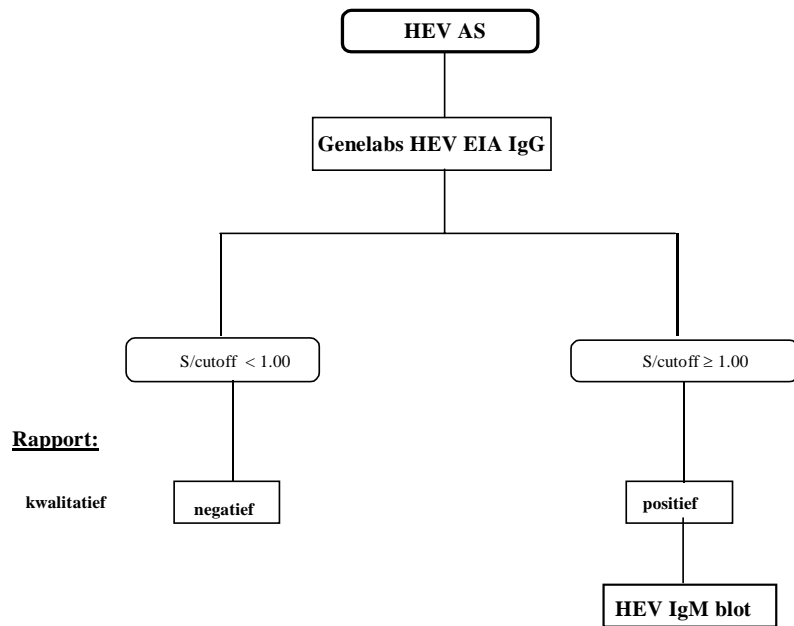 HEV AS
Genelabs HEV EIA IgG
S/cutoff < 1.00
S/cutoff ≥ 1.00
Rapport:
kwalitatief
negatief
positief
HEV IgM blot